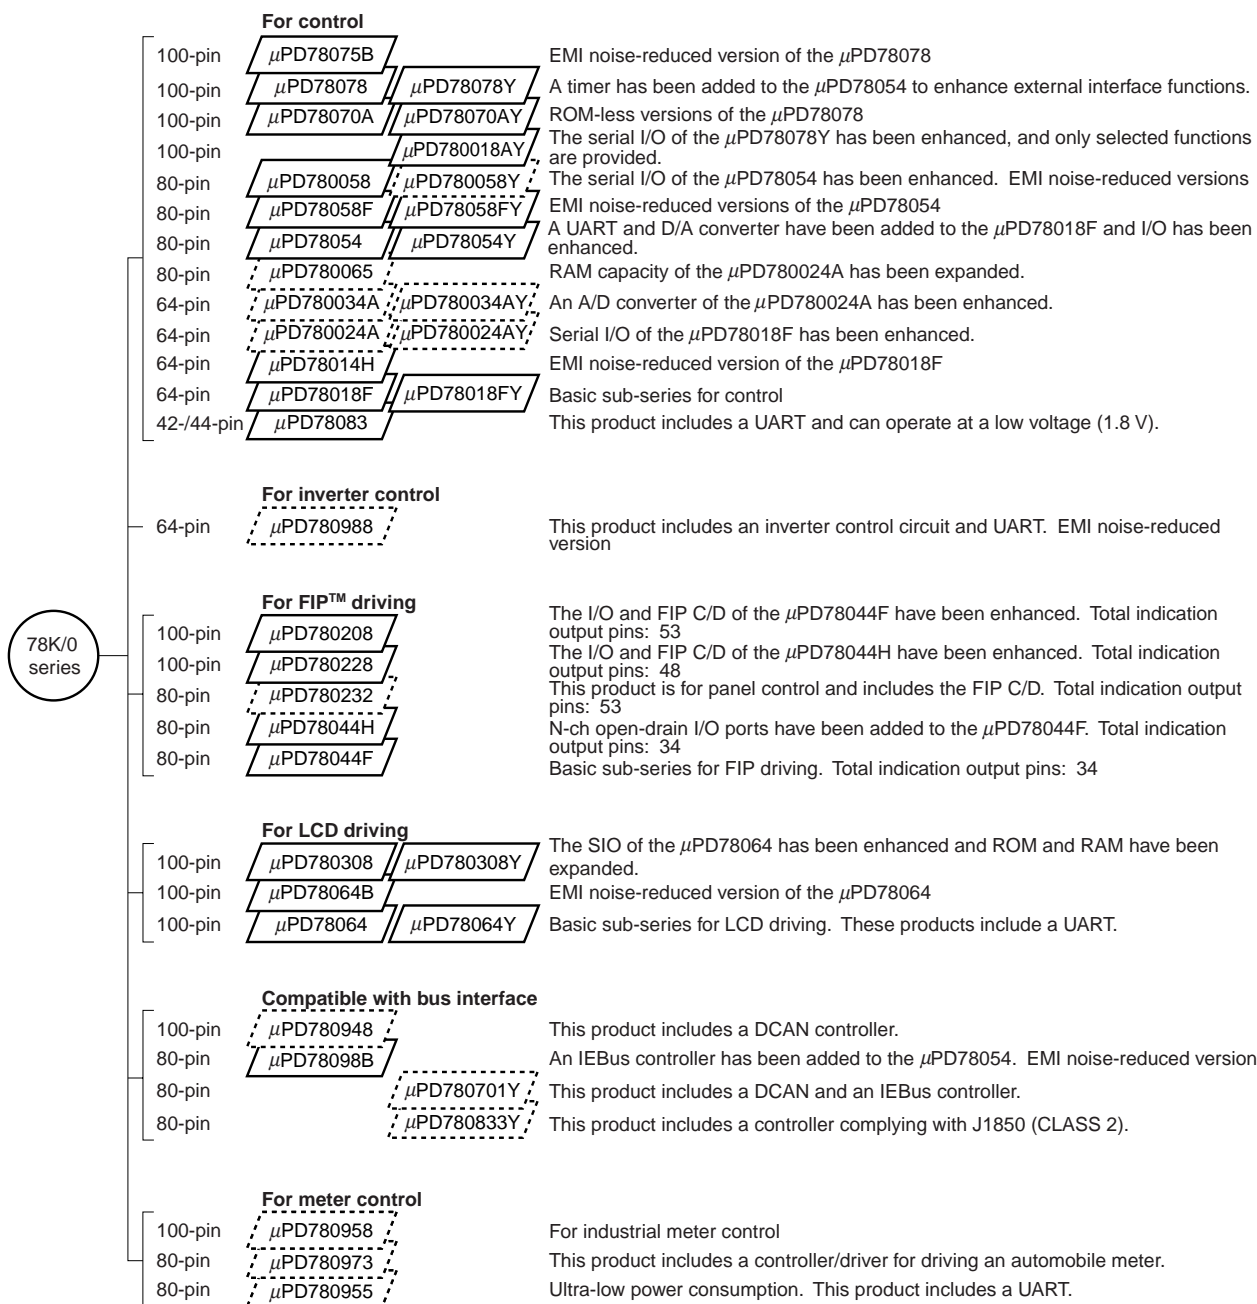 For control
100-pin μPD78075B EMI noise-reduced version of the μPD78078
100-pin μPD78078 μPD78078Y A timer has been added to the μPD78054 to enhance external interface functions.
100-pin μPD78070A μPD78070AY ROM-less versions of the μPD78078
100-pin μPD780018AY The serial I/O of the μPD78078Y has been enhanced, and only selected functions
are provided.
80-pin μPD780058 μPD780058Y The serial I/O of the μPD78054 has been enhanced. EMI noise-reduced versions
80-pin μPD78058F μPD78058FY EMI noise-reduced versions of the μPD78054
80-pin μPD78054 μPD78054Y A UART and D/A converter have been added to the μPD78018F and I/O has been
enhanced.
80-pin μPD780065 RAM capacity of the μPD780024A has been expanded.
64-pin μPD780034A μPD780034AY An A/D converter of the μPD780024A has been enhanced.
64-pin μPD780024A μPD780024AY Serial I/O of the μPD78018F has been enhanced.
64-pin μPD78014H EMI noise-reduced version of the μPD78018F
64-pin μPD78018F μPD78018FY Basic sub-series for control
42-/44-pin μPD78083 This product includes a UART and can operate at a low voltage (1.8 V).
For inverter control
64-pin μPD780988 This product includes an inverter control circuit and UART. EMI noise-reduced
version
78K/0
series
For FIP™ driving
100-pin μPD780208 The I/O and FIP C/D of the μPD78044F have been enhanced. Total indication
output pins: 53
100-pin μPD780228 The I/O and FIP C/D of the μPD78044H have been enhanced. Total indication
output pins: 48
80-pin μPD780232 This product is for panel control and includes the FIP C/D. Total indication output
pins: 53
80-pin μPD78044H N-ch open-drain I/O ports have been added to the μPD78044F. Total indication
output pins: 34
80-pin μPD78044F Basic sub-series for FIP driving. Total indication output pins: 34
For LCD driving
100-pin μPD780308 μPD780308Y The SIO of the μPD78064 has been enhanced and ROM and RAM have been
expanded.
100-pin μPD78064B EMI noise-reduced version of the μPD78064
100-pin μPD78064 μPD78064Y Basic sub-series for LCD driving. These products include a UART.
Compatible with bus interface
100-pin μPD780948 This product includes a DCAN controller.
80-pin μPD78098B An IEBus controller has been added to the μPD78054. EMI noise-reduced version
80-pin μPD780701Y This product includes a DCAN and an IEBus controller.
80-pin μPD780833Y This product includes a controller complying with J1850 (CLASS 2).
For meter control
100-pin μPD780958 For industrial meter control
80-pin μPD780973 This product includes a controller/driver for driving an automobile meter.
80-pin μPD780955 Ultra-low power consumption. This product includes a UART.